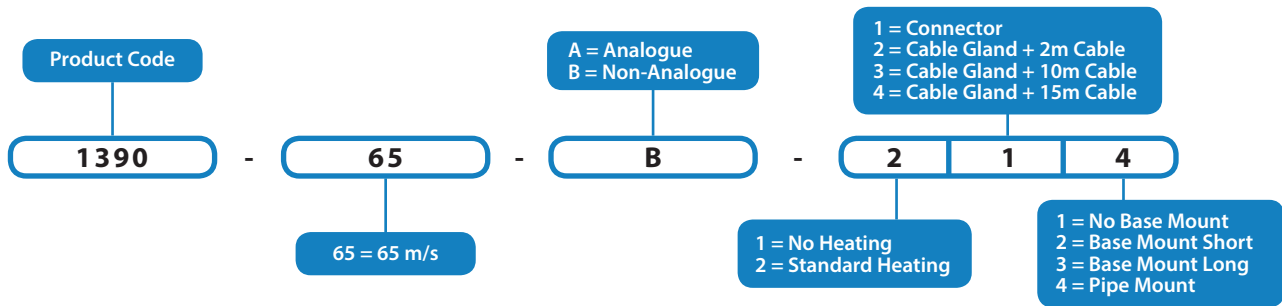 Product Code
A = Analogue
B = Non-Analogue
1 = Connector
2 = Cable Gland + 2m Cable
3 = Cable Gland + 10m Cable
4 = Cable Gland + 15m Cable
1390 - 65 - B - 2 1 4
65 = 65 m/s
1 = No Heating
2 = Standard Heating
1 = No Base Mount
2 = Base Mount Short
3 = Base Mount Long
4 = Pipe Mount